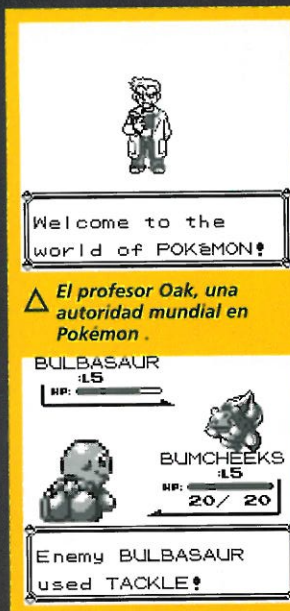 Welcome to the
world of POKéMON!
△ El profesor Oak, una
autoridad mundial en
Pokémon .
BULBASAUR
:L5
HP:
BUMCHEEKS
:L5
HP:
20/ 20
Enemy BULBASAUR
used TACKLE!